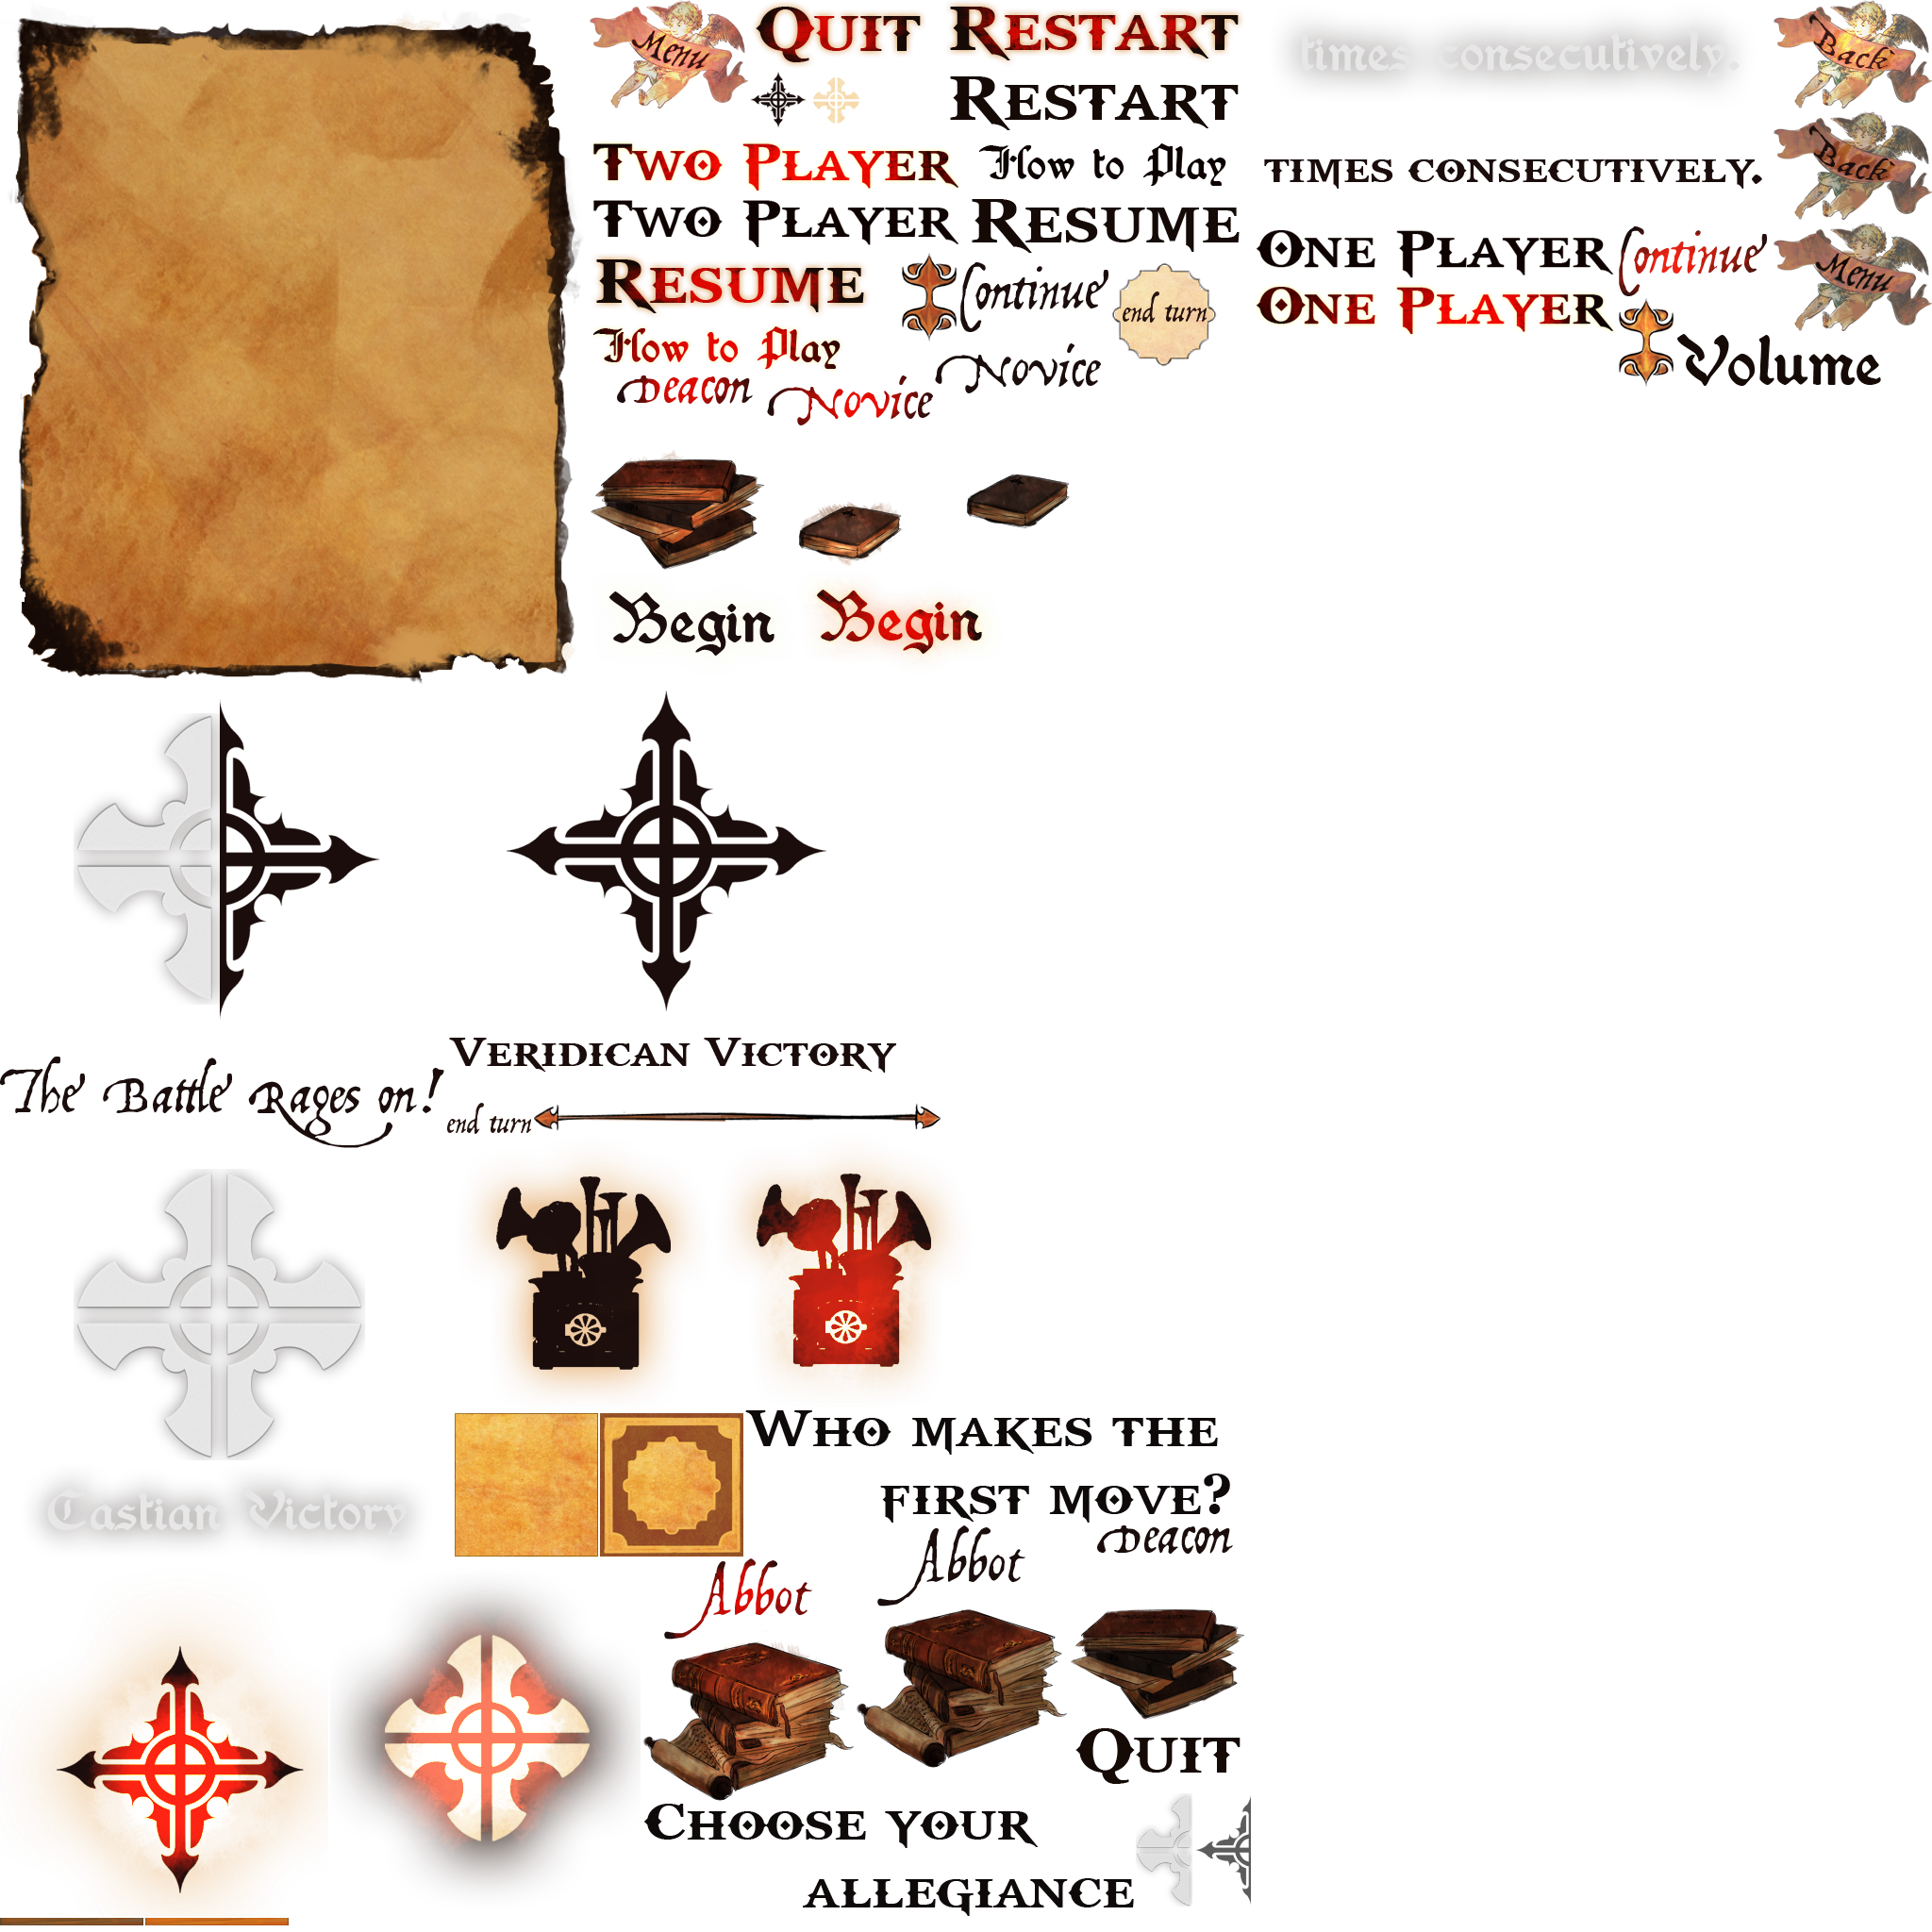 Menu
Quit
Restart
times consecutively.
Back
Restart
Two Player
How to Play
times consecutively.
Back
Two Player
Resume
One Player
Continue
Menu
Resume
Continue
end turn
One Player
How to Play
Volume
Deacon
Novice
Novice
Begin
Begin
Veridican Victory
The Battle Rages on!
end turn
Who makes the
first move?
Castian Victory
Abbot
Deacon
Abbot
Quit
Choose your
allegiance